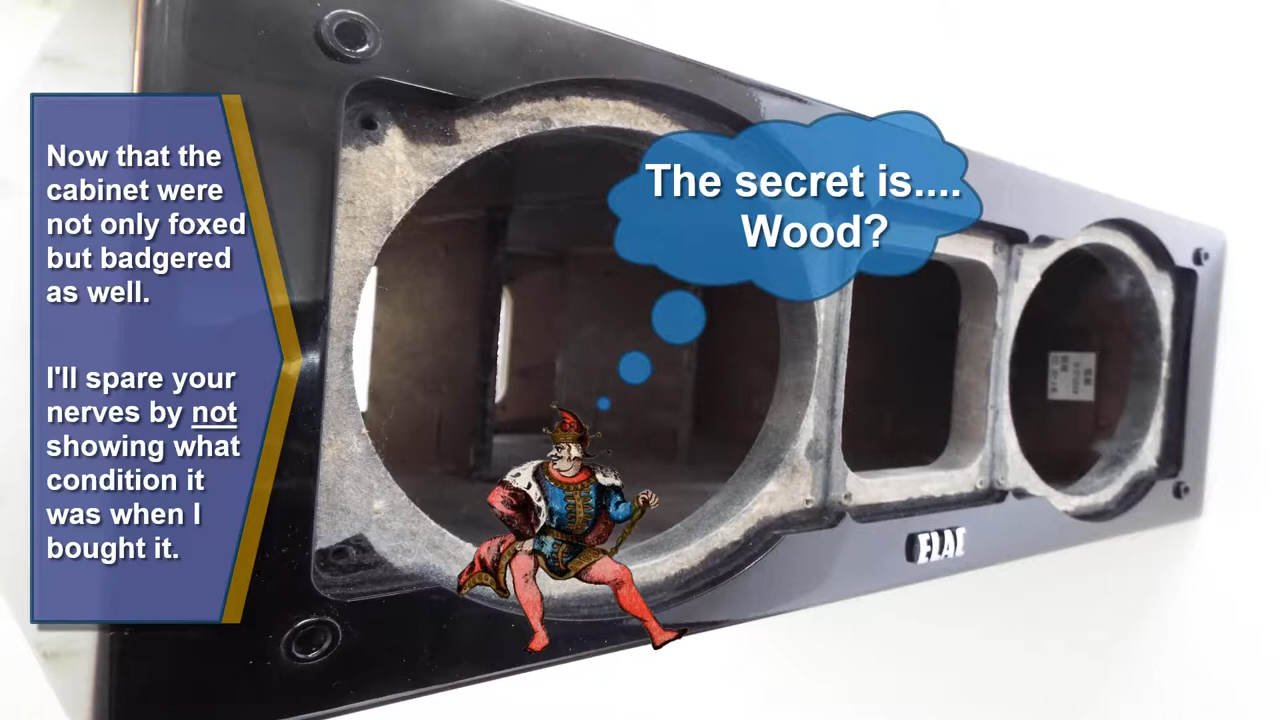 Now that the
cabinet were
not only foxed
but badgered
as well.
I'll spare your
nerves by not
showing what
condition it
was when I
bought it.
The secret is....
Wood?
ELAC